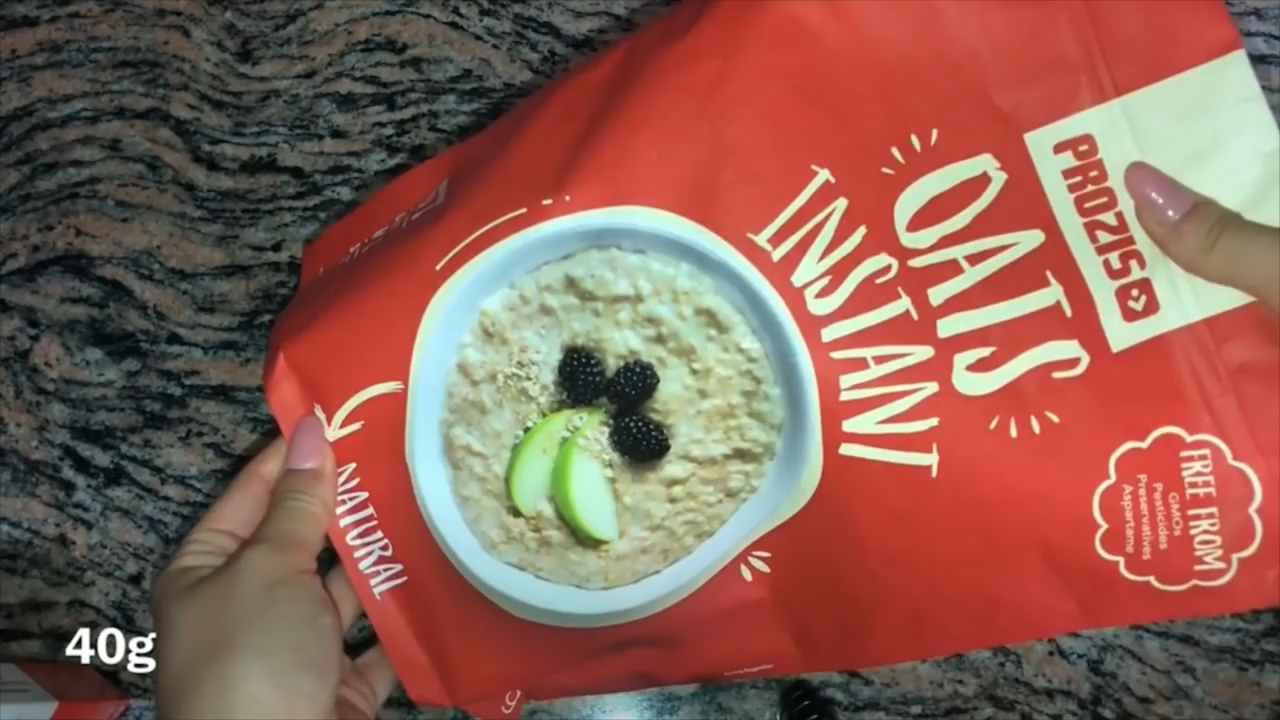 PROZIS
OATS
INSTANT
FREE FROM
GMOs
Pesticides
Preservatives
Aspartame
NATURAL
40g